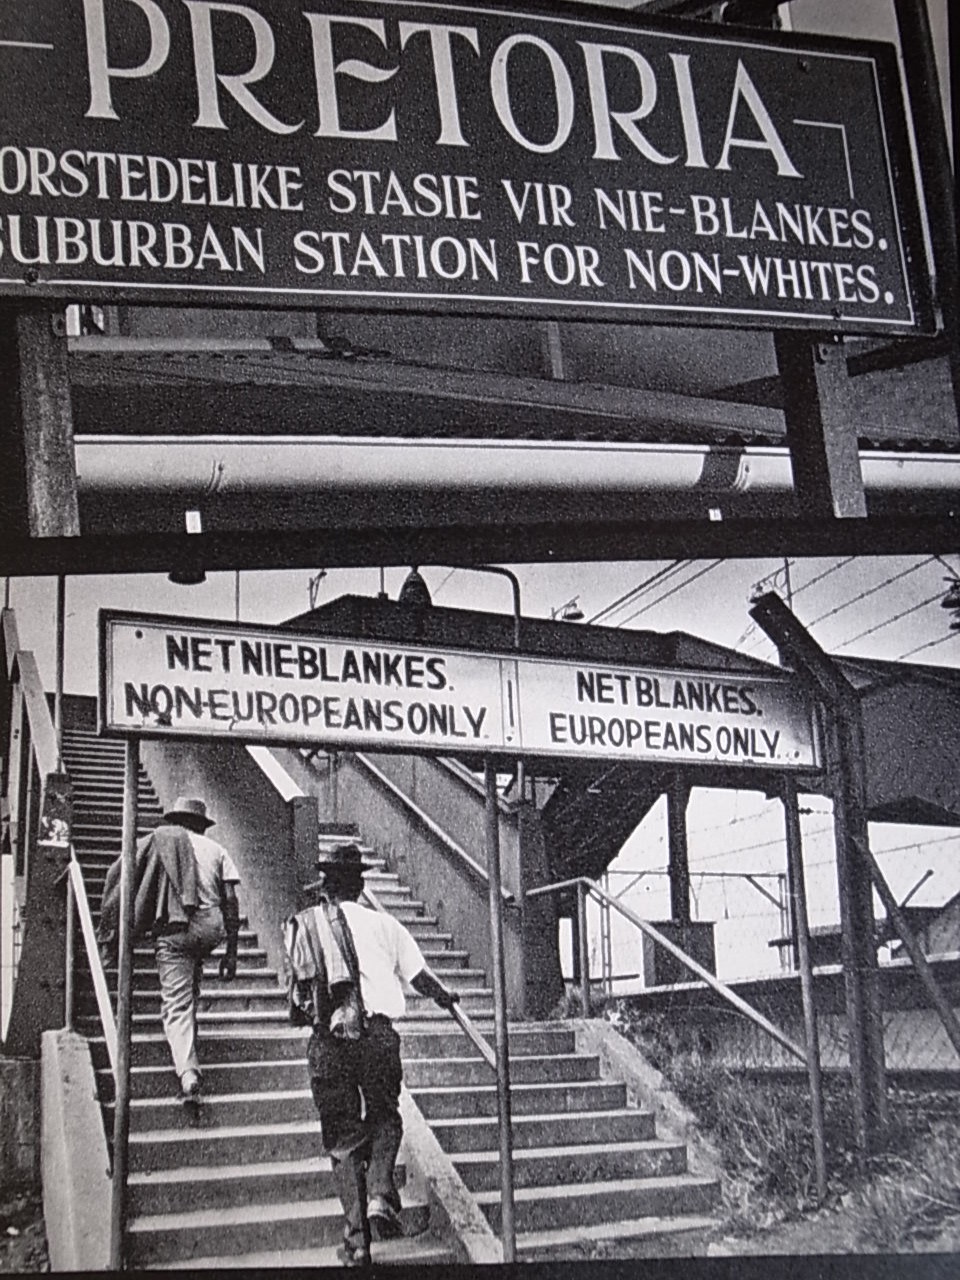 PRETORIA
ORSTEDELIKE STASIE VIR NIE-BLANKES.
SUBURBAN STATION FOR NON-WHITES.
NET NIE-BLANKES.
NON-EUROPEANS ONLY.
NET BLANKES.
EUROPEANS ONLY.